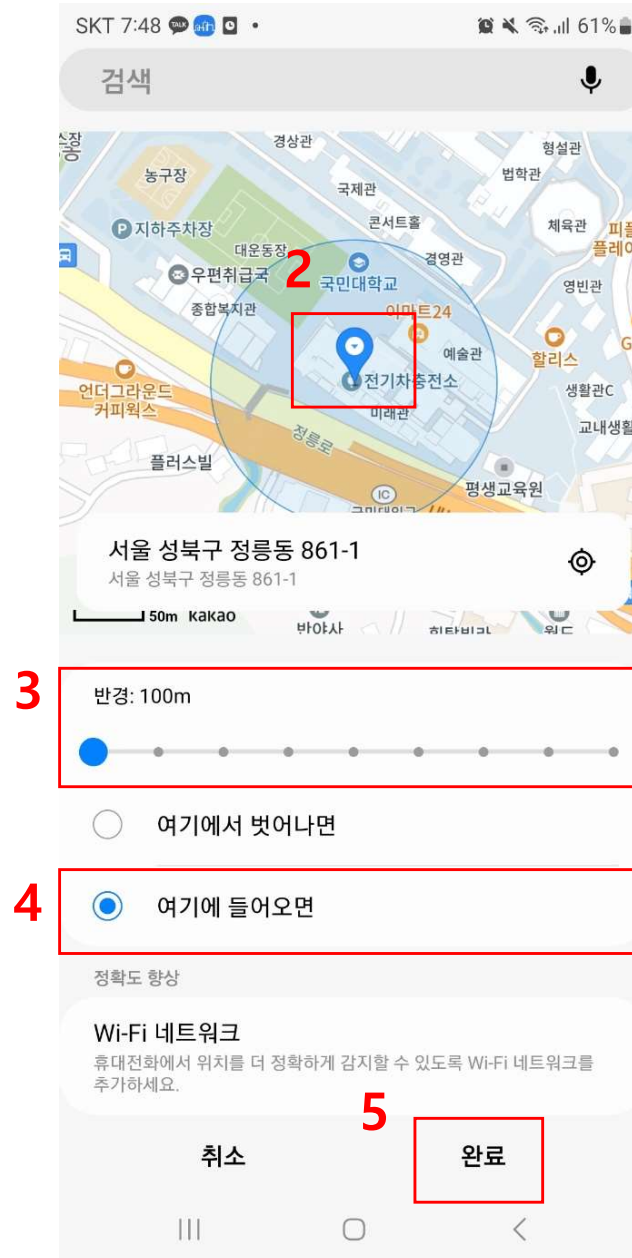 SKT 7:48
61%
검색
경상관
형설관
농구장
법학관
국제관
지하주차장
콘서트홀
체육관
대운동장
2
경영관
우편취급국
국민대학교
영빈관
종합복지관
이마트24
예술관
할리스
언더그라운드
커피웍스
전기차충전소
생활관C
미래관
정릉로
플러스빌
IC
평생교육원
서울 성북구 정릉동 861-1
서울 성북구 정릉동 861-1
50m kakao
반야사
3
반경: 100m
여기에서 벗어나면
4
여기에 들어오면
정확도 향상
Wi-Fi 네트워크
휴대전화에서 위치를 더 정확하게 감지할 수 있도록 Wi-Fi 네트워크를
추가하세요.
5
취소
완료